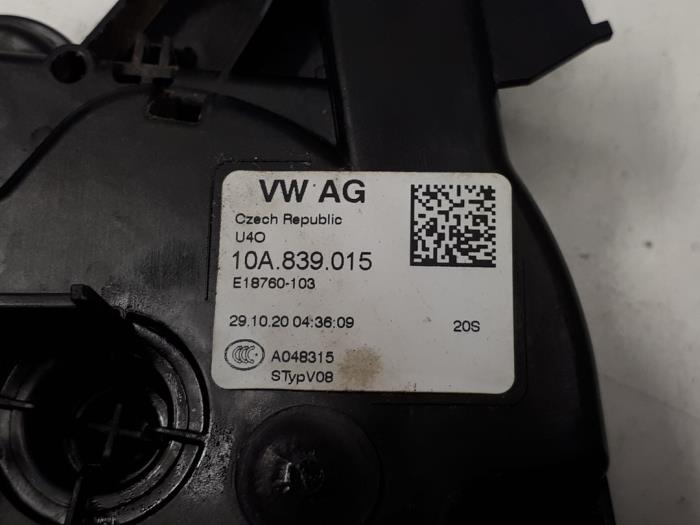 VW AG
Czech Republic
U4O
10A.839.015
E18760-103
29.10.20 04:36:09 20S
CCC A048315
STypV08